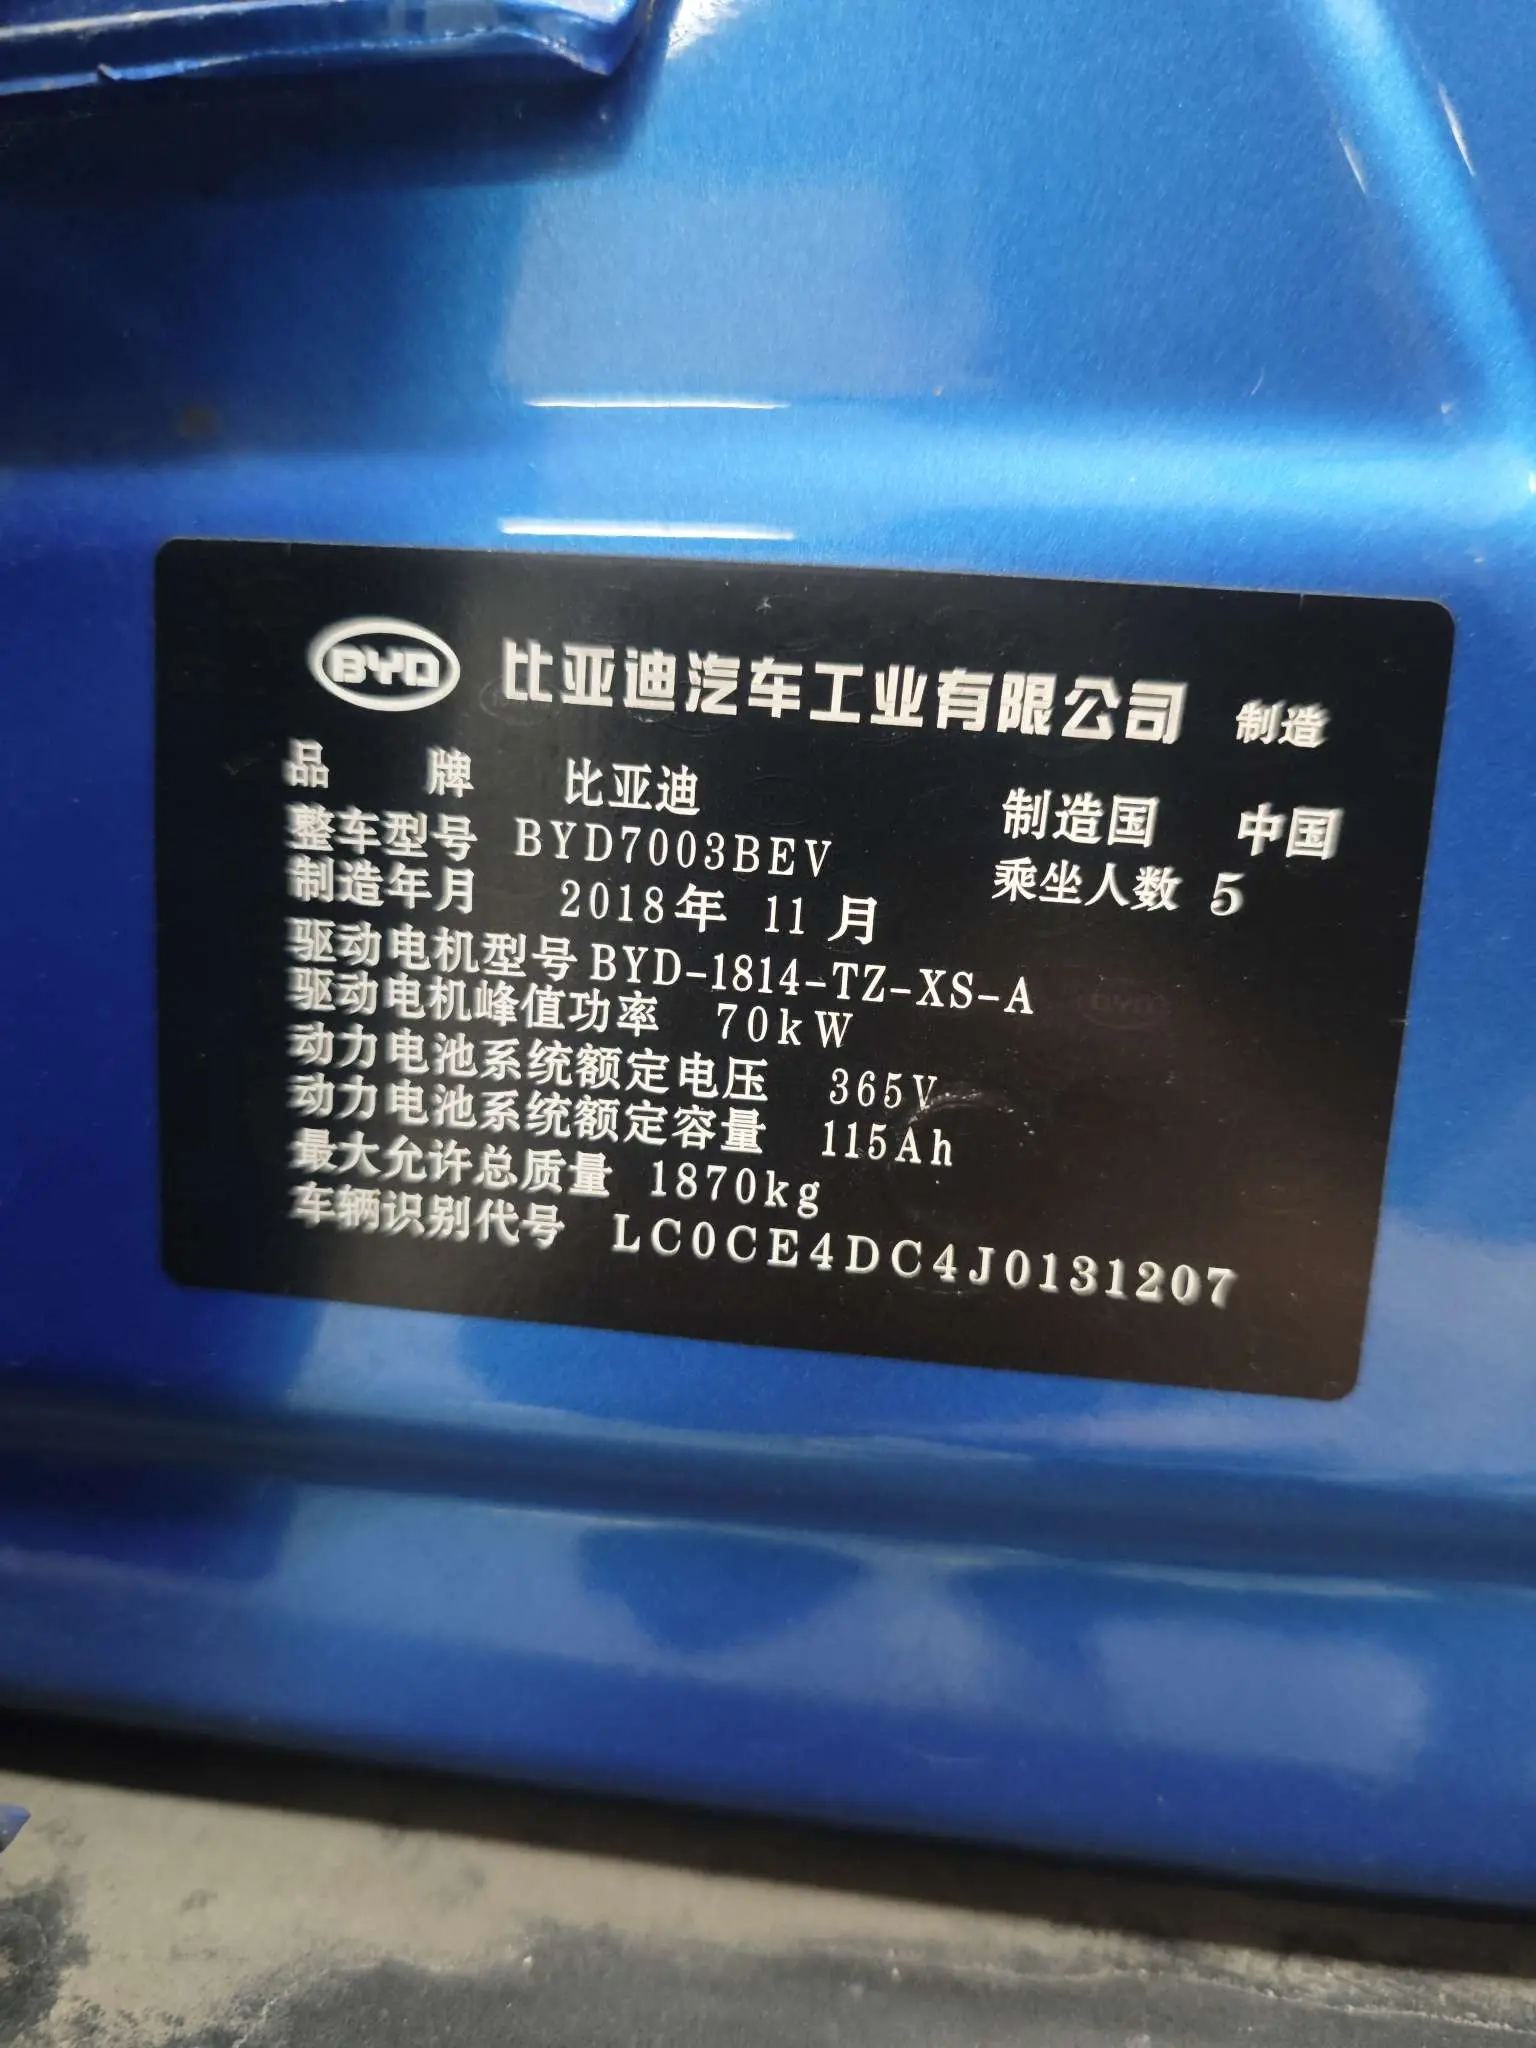 BYD 比亚迪汽车工业有限公司 制造
品牌 比亚迪 制造国 中国
整车型号 BYD7003BEV 乘坐人数 5
制造年月 2018年 11 月
驱动电机型号 BYD-1814-TZ-XS-A
驱动电机峰值功率 70kW
动力电池系统额定电压 365V
动力电池系统额定容量 115Ah
最大允许总质量 1870kg
车辆识别代号 LC0CE4DC4J0131207